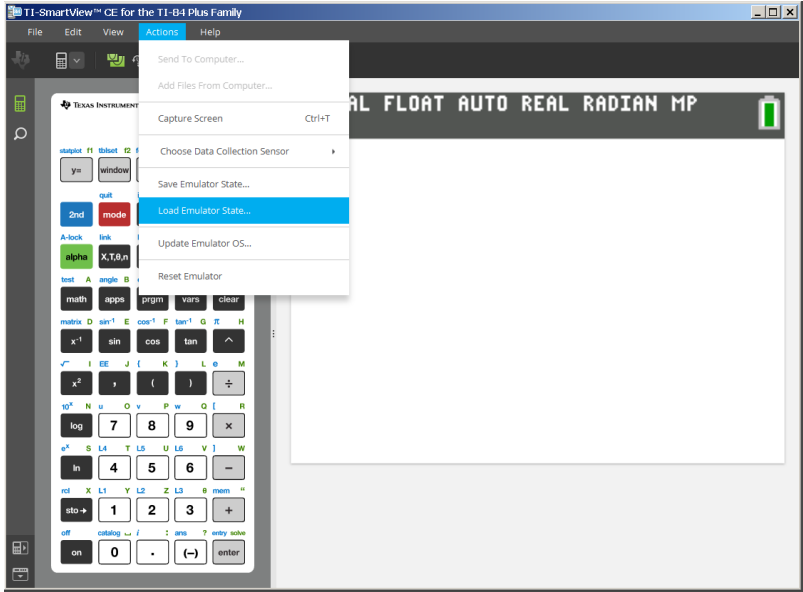 TI-SmartView™ CE for the TI-84 Plus Family
File Edit View Actions Help
Send To Computer...
Add Files From Computer...
Capture Screen Ctrl+T
Choose Data Collection Sensor
Save Emulator State...
Load Emulator State...
Update Emulator OS...
Reset Emulator
AL FLOAT AUTO REAL RADIAN MP
TEXAS INSTRUMENT
statplot f1 tblset f2
y= window
quit
2nd mode
A-lock link
alpha X,T,θ,n
test A angle B
math apps prgm vars clear
matrix D sin⁻¹ E cos⁻¹ F tan⁻¹ G π H
x⁻¹ sin cos tan ^
√ I EE J { K } L e M
x² , ( ) ÷
10ˣ N u O v P w Q [ R
log 7 8 9 ×
eˣ S L4 T L5 U L6 V ] W
ln 4 5 6 −
rcl X L1 Y L2 Z L3 θ mem "
sto→ 1 2 3 +
off catalog ⎵ i : ans ? entry solve
on 0 . (−) enter